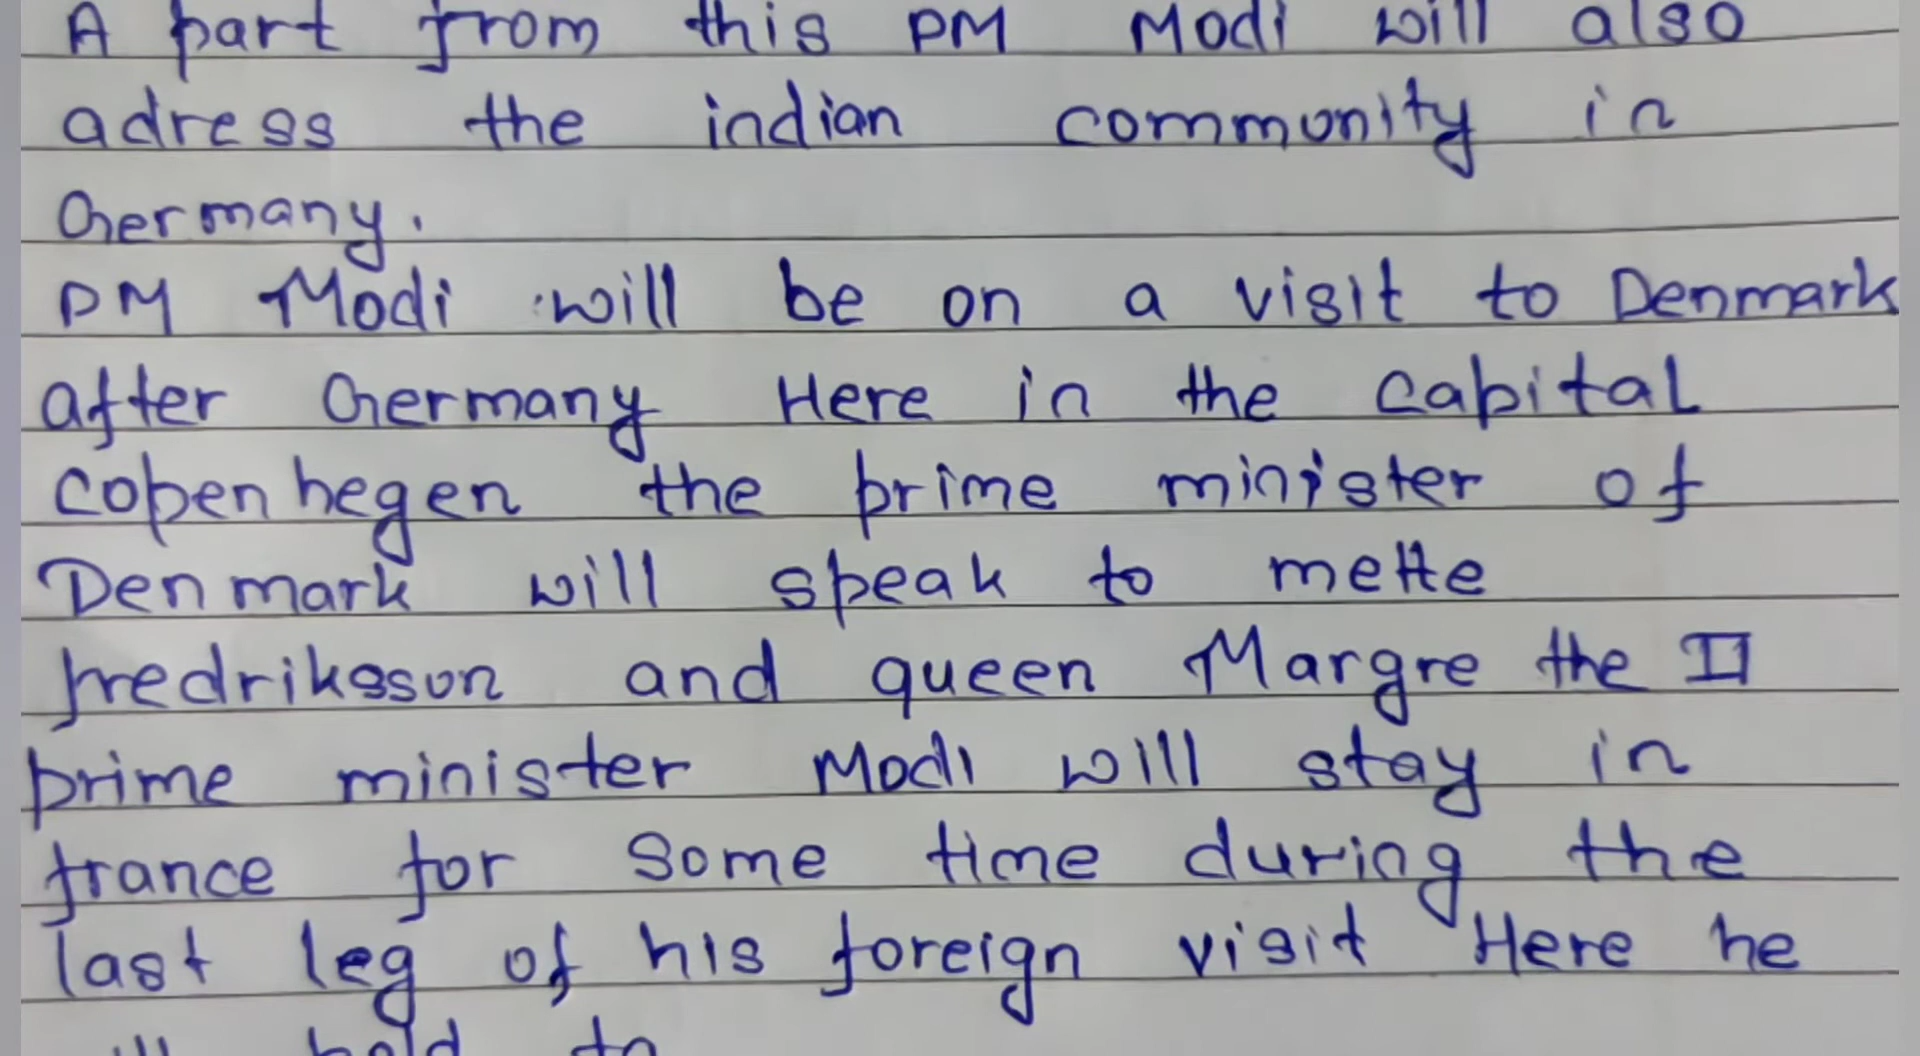 A part from this PM Modi will also
adress the indian community in
Germany.
PM Modi will be on a visit to Denmark
after Germany Here in the capital
copenhegen the prime minister of
Denmark will speak to mette
fredriksson and queen Margre the II
prime minister Modi will stay in
france for some time during the
last leg of his foreign visit Here he
hold